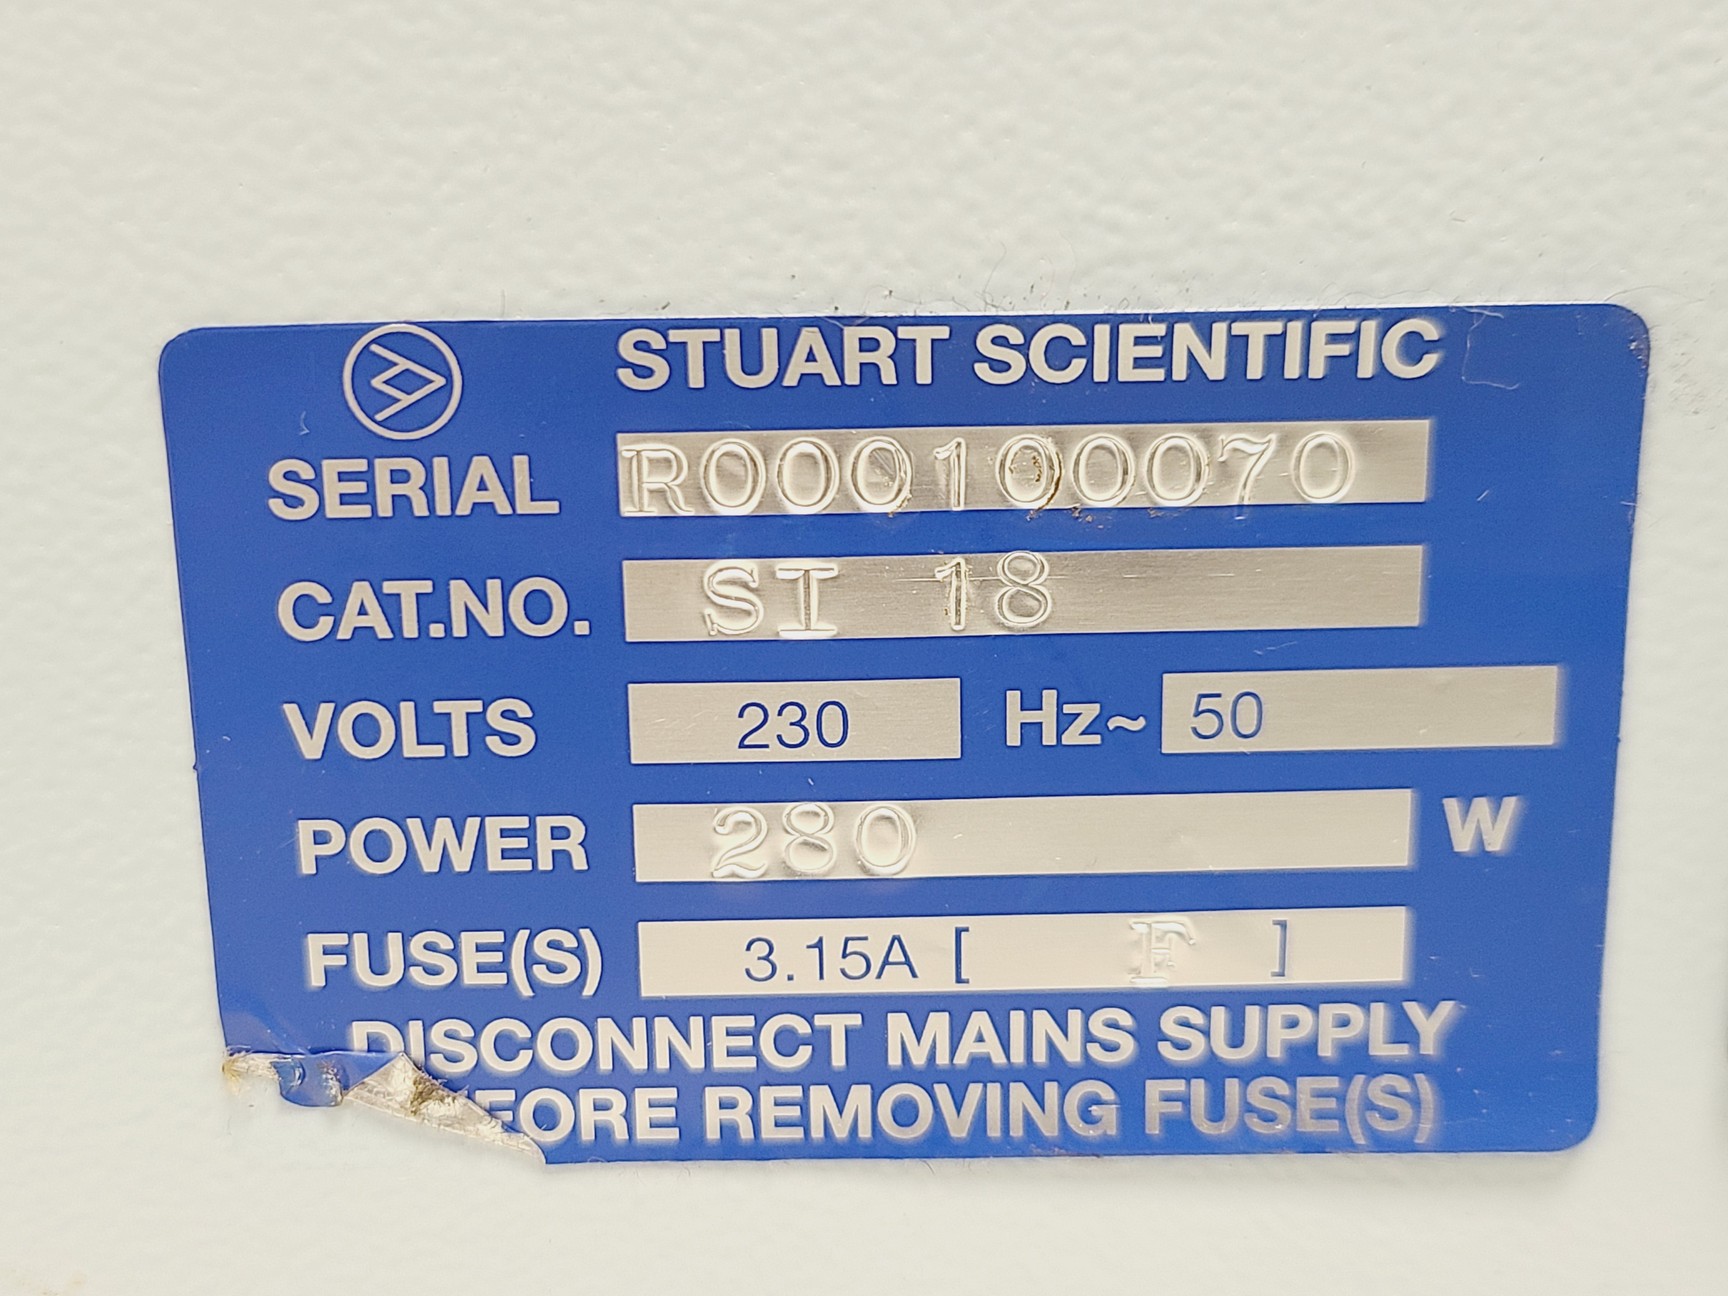 STUART SCIENTIFIC
SERIAL R000100070
CAT.NO. SI 18
VOLTS 230 Hz~ 50
POWER 280 W
FUSE(S) 3.15A [ F ]
DISCONNECT MAINS SUPPLY
REMOVING FUSE(S)